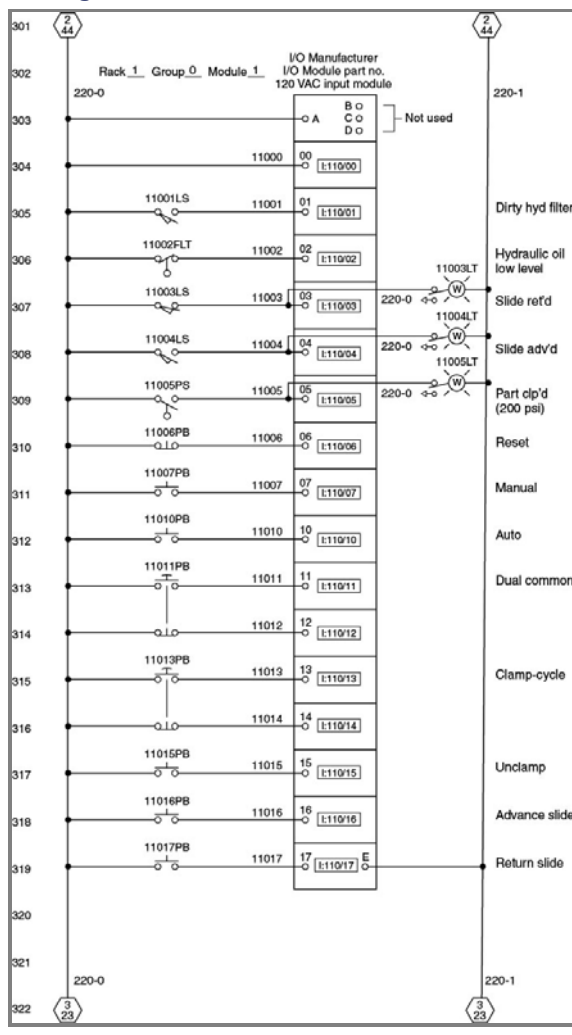 301 2 44 2 44
I/O Manufacturer
302 Rack 1 Group 0 Module 1 I/O Module part no.
120 VAC input module
220-0 220-1
B
303 A C Not used
D
304 11000 00 I:110/00
11001LS
305 11001 01 I:110/01 Dirty hyd filter
11002FLT Hydraulic oil
306 11002 02 I:110/02 11003LT low level
11003LS W
307 11003 03 I:110/03 220-0 11004LT Slide ret'd
11004LS W
308 11004 04 I:110/04 220-0 11005LT Slide adv'd
11005PS W
309 11005 05 I:110/05 220-0 Part clp'd
11006PB (200 psi)
310 11006 06 I:110/06 Reset
11007PB
311 11007 07 I:110/07 Manual
11010PB
312 11010 10 I:110/10 Auto
11011PB
313 11011 11 I:110/11 Dual common
314 11012 12 I:110/12
11013PB
315 11013 13 I:110/13 Clamp-cycle
316 11014 14 I:110/14
11015PB
317 11015 15 I:110/15 Unclamp
11016PB
318 11016 16 I:110/16 Advance slide
11017PB
319 11017 17 I:110/17 E Return slide
320
321
220-0 220-1
322 3 23 3 23